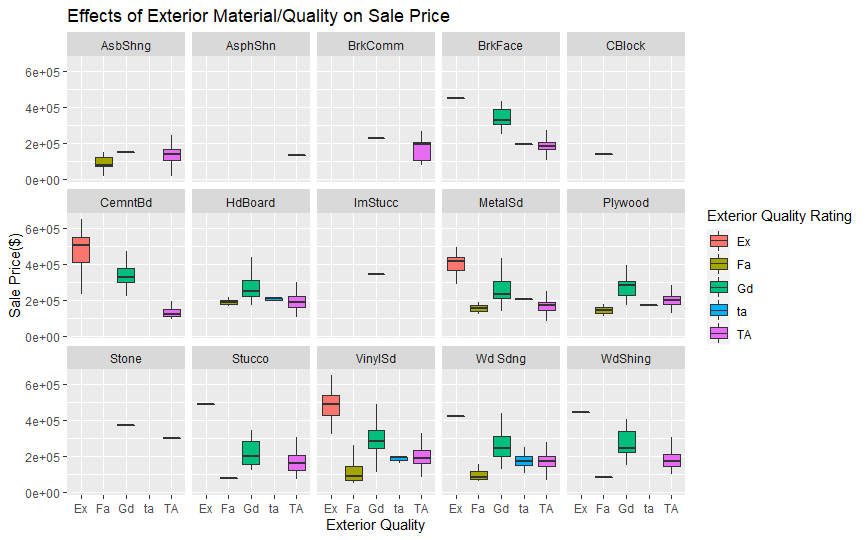 Effects of Exterior Material/Quality on Sale Price
AsbShng AsphShn BrkComm BrkFace CBlock
6e+05
4e+05
2e+05
0e+00
CemntBd HdBoard ImStucc MetalSd Plywood
6e+05
4e+05
2e+05
0e+00
Stone Stucco VinylSd Wd Sdng WdShing
6e+05
4e+05
2e+05
0e+00
Ex Fa Gd ta TA Ex Fa Gd ta TA Ex Fa Gd ta TA Ex Fa Gd ta TA Ex Fa Gd ta TA
Exterior Quality
Sale Price($)
Exterior Quality Rating
Ex
Fa
Gd
ta
TA